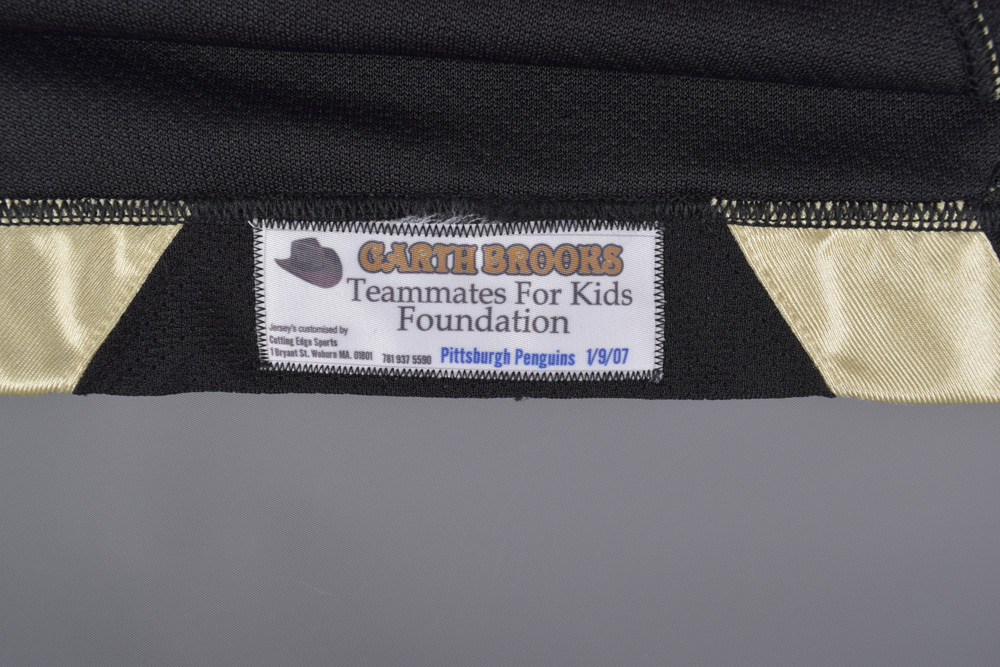 GARTH BROOKS
Teammates For Kids
Foundation
Jersey's customised by
Cutting Edge Sports
1 Bryant St. Woburn MA. 01801 781 937 5590
Pittsburgh Penguins 1/9/07